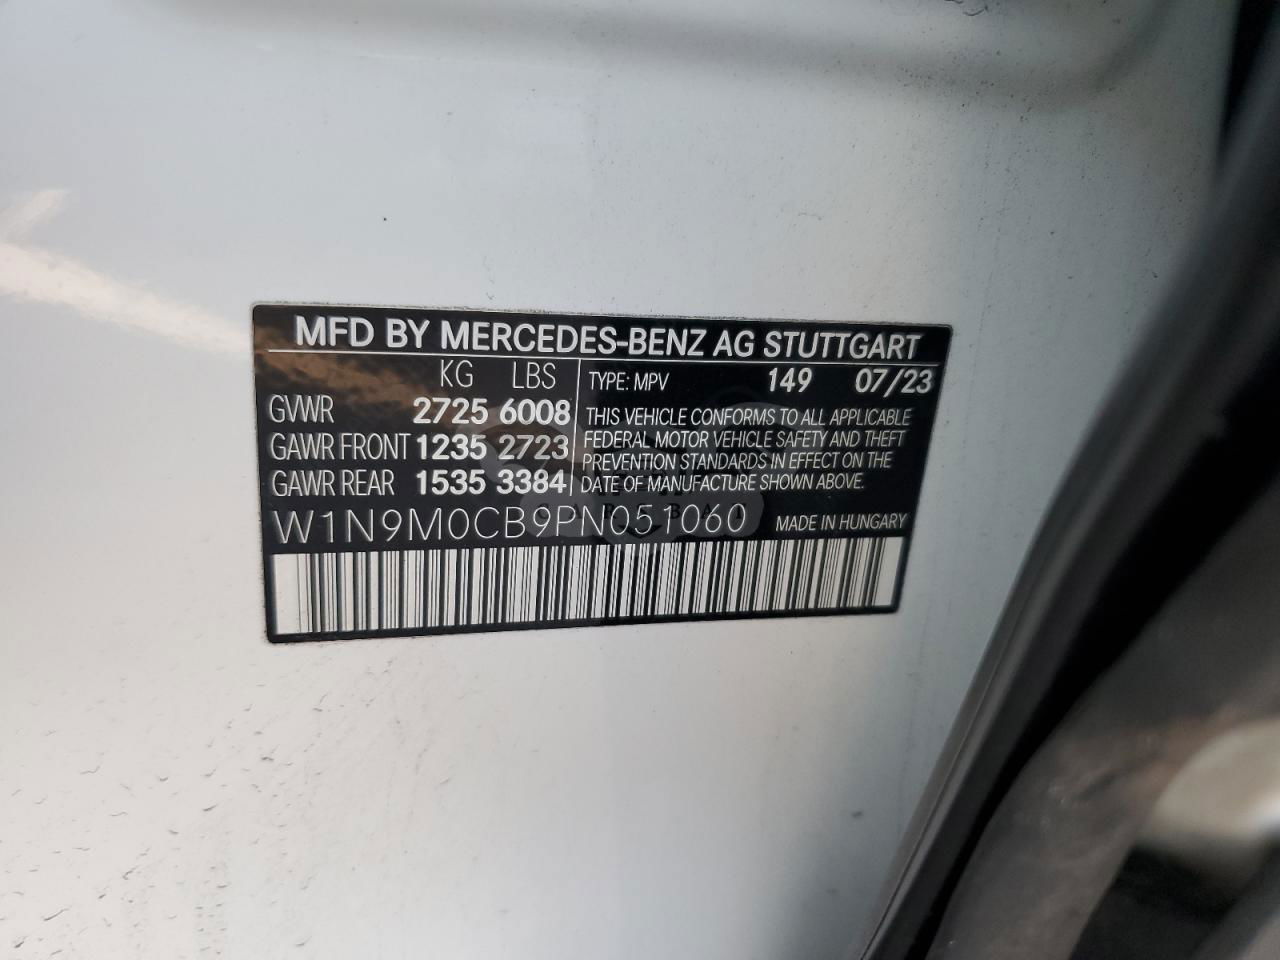 MFD BY MERCEDES-BENZ AG STUTTGART
KG LBS
GVWR 2725 6008
GAWR FRONT 1235 2723
GAWR REAR 1535 3384
TYPE: MPV 149 07/23
THIS VEHICLE CONFORMS TO ALL APPLICABLE
FEDERAL MOTOR VEHICLE SAFETY AND THEFT
PREVENTION STANDARDS IN EFFECT ON THE
DATE OF MANUFACTURE SHOWN ABOVE.
W1N9M0CB9PN051060 MADE IN HUNGARY